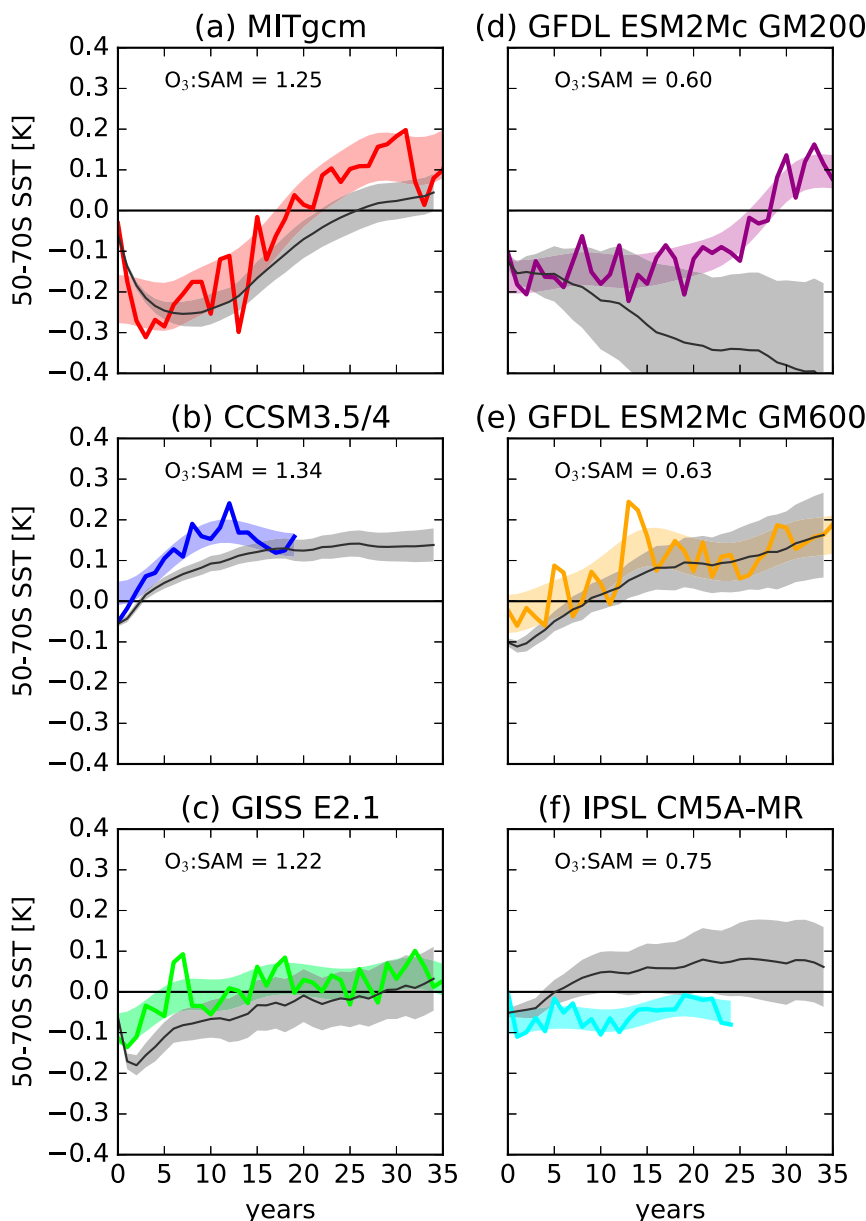 (a) MITgcm
O₃:SAM = 1.25
50-70S SST [K]
0.4
0.3
0.2
0.1
0.0
−0.1
−0.2
−0.3
−0.4
(d) GFDL ESM2Mc GM200
O₃:SAM = 0.60
(b) CCSM3.5/4
O₃:SAM = 1.34
50-70S SST [K]
0.4
0.3
0.2
0.1
0.0
−0.1
−0.2
−0.3
−0.4
(e) GFDL ESM2Mc GM600
O₃:SAM = 0.63
(c) GISS E2.1
O₃:SAM = 1.22
50-70S SST [K]
0.4
0.3
0.2
0.1
0.0
−0.1
−0.2
−0.3
−0.4
0 5 10 15 20 25 30 35
years
(f) IPSL CM5A-MR
O₃:SAM = 0.75
0 5 10 15 20 25 30 35
years